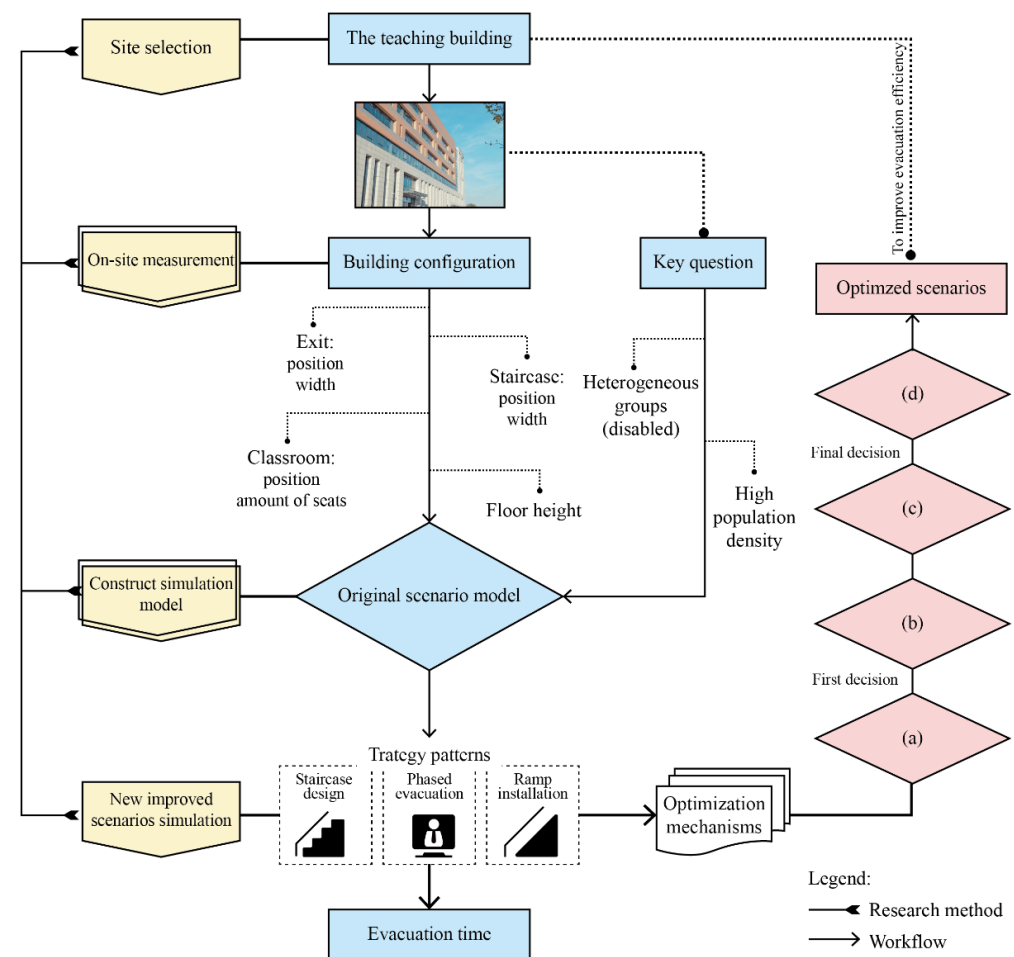 Site selection
The teaching building
To improve evacuation efficiency
On-site measurement
Building configuration
Key question
Optimzed scenarios
Exit:
position
width
Staircasc:
position
width
Heterogeneous
groups
(disabled)
Classroom:
position
amount of seats
Floor height
High
population
density
(d)
Final decision
(c)
(b)
First decision
(a)
Construct simulation
model
Original scenario model
Trategy patterns
New improved
scenarios simulation
Staircase
design
Phased
evacuation
Ramp
installation
Optimization
mechanisms
Evacuation time
Legend:
Research method
Workflow